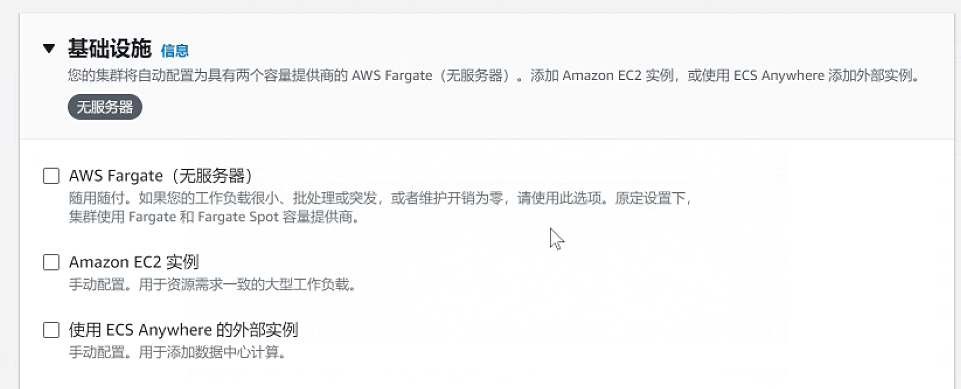 基础设施 信息
您的集群将自动配置为具有两个容量提供商的 AWS Fargate（无服务器）。添加 Amazon EC2 实例，或使用 ECS Anywhere 添加外部实例。
无服务器
AWS Fargate（无服务器）
随用随付。如果您的工作负载很小、批处理或突发，或者维护开销为零，请使用此选项。原定设置下，
集群使用 Fargate 和 Fargate Spot 容量提供商。
Amazon EC2 实例
手动配置。用于资源需求一致的大型工作负载。
使用 ECS Anywhere 的外部实例
手动配置。用于添加数据中心计算。